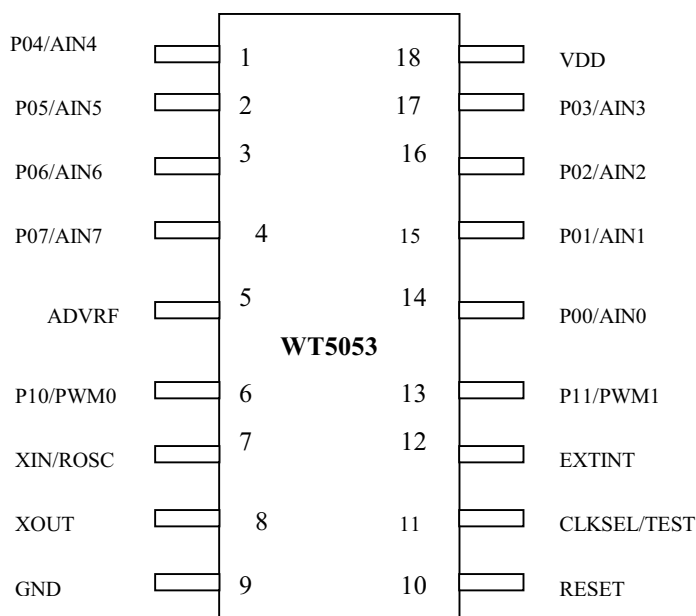 P04/AIN4 1 18 VDD
P05/AIN5 2 17 P03/AIN3
P06/AIN6 3 16 P02/AIN2
P07/AIN7 4 15 P01/AIN1
ADVRF 5 14 P00/AIN0
WT5053
P10/PWM0 6 13 P11/PWM1
XIN/ROSC 7 12 EXTINT
XOUT 8 11 CLKSEL/TEST
GND 9 10 RESET